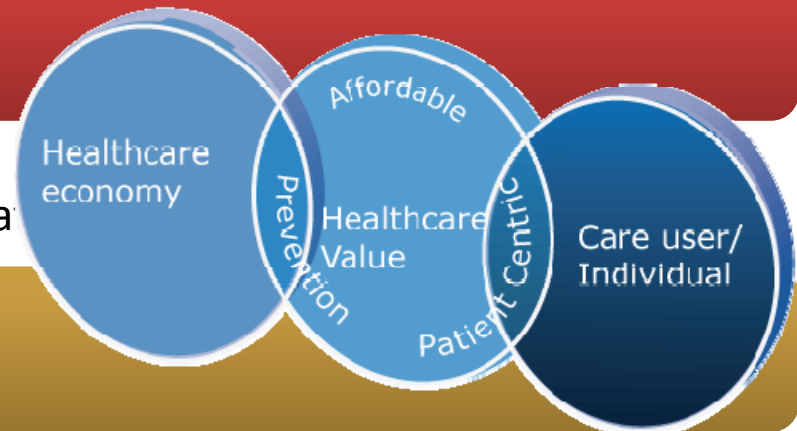 Healthcare
economy
Prevention
Affordable
Healthcare
Value
Patient Centric
Care user/
Individual